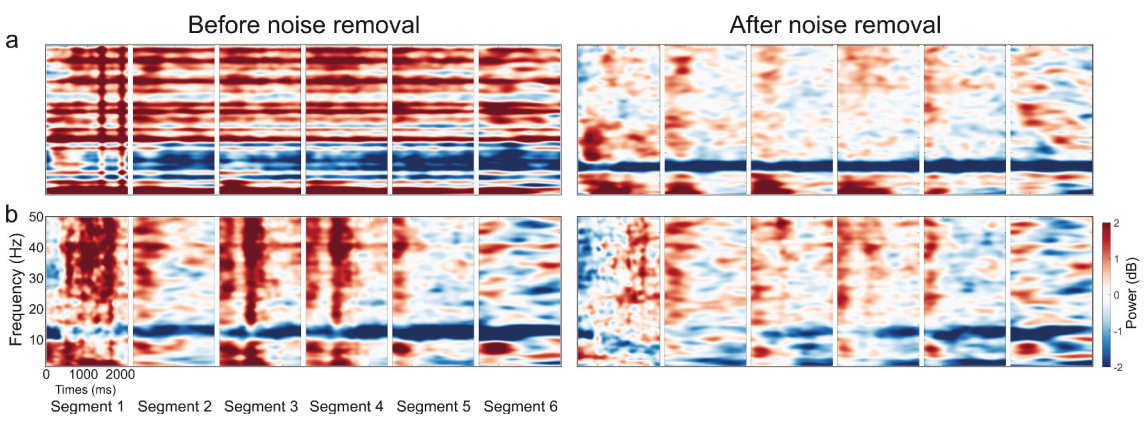 Before noise removal After noise removal
a
b
50
40
30
20
10
Frequency (Hz)
2
1
0
-1
-2
Power (dB)
0 1000 2000
Times (ms)
Segment 1 Segment 2 Segment 3 Segment 4 Segment 5 Segment 6